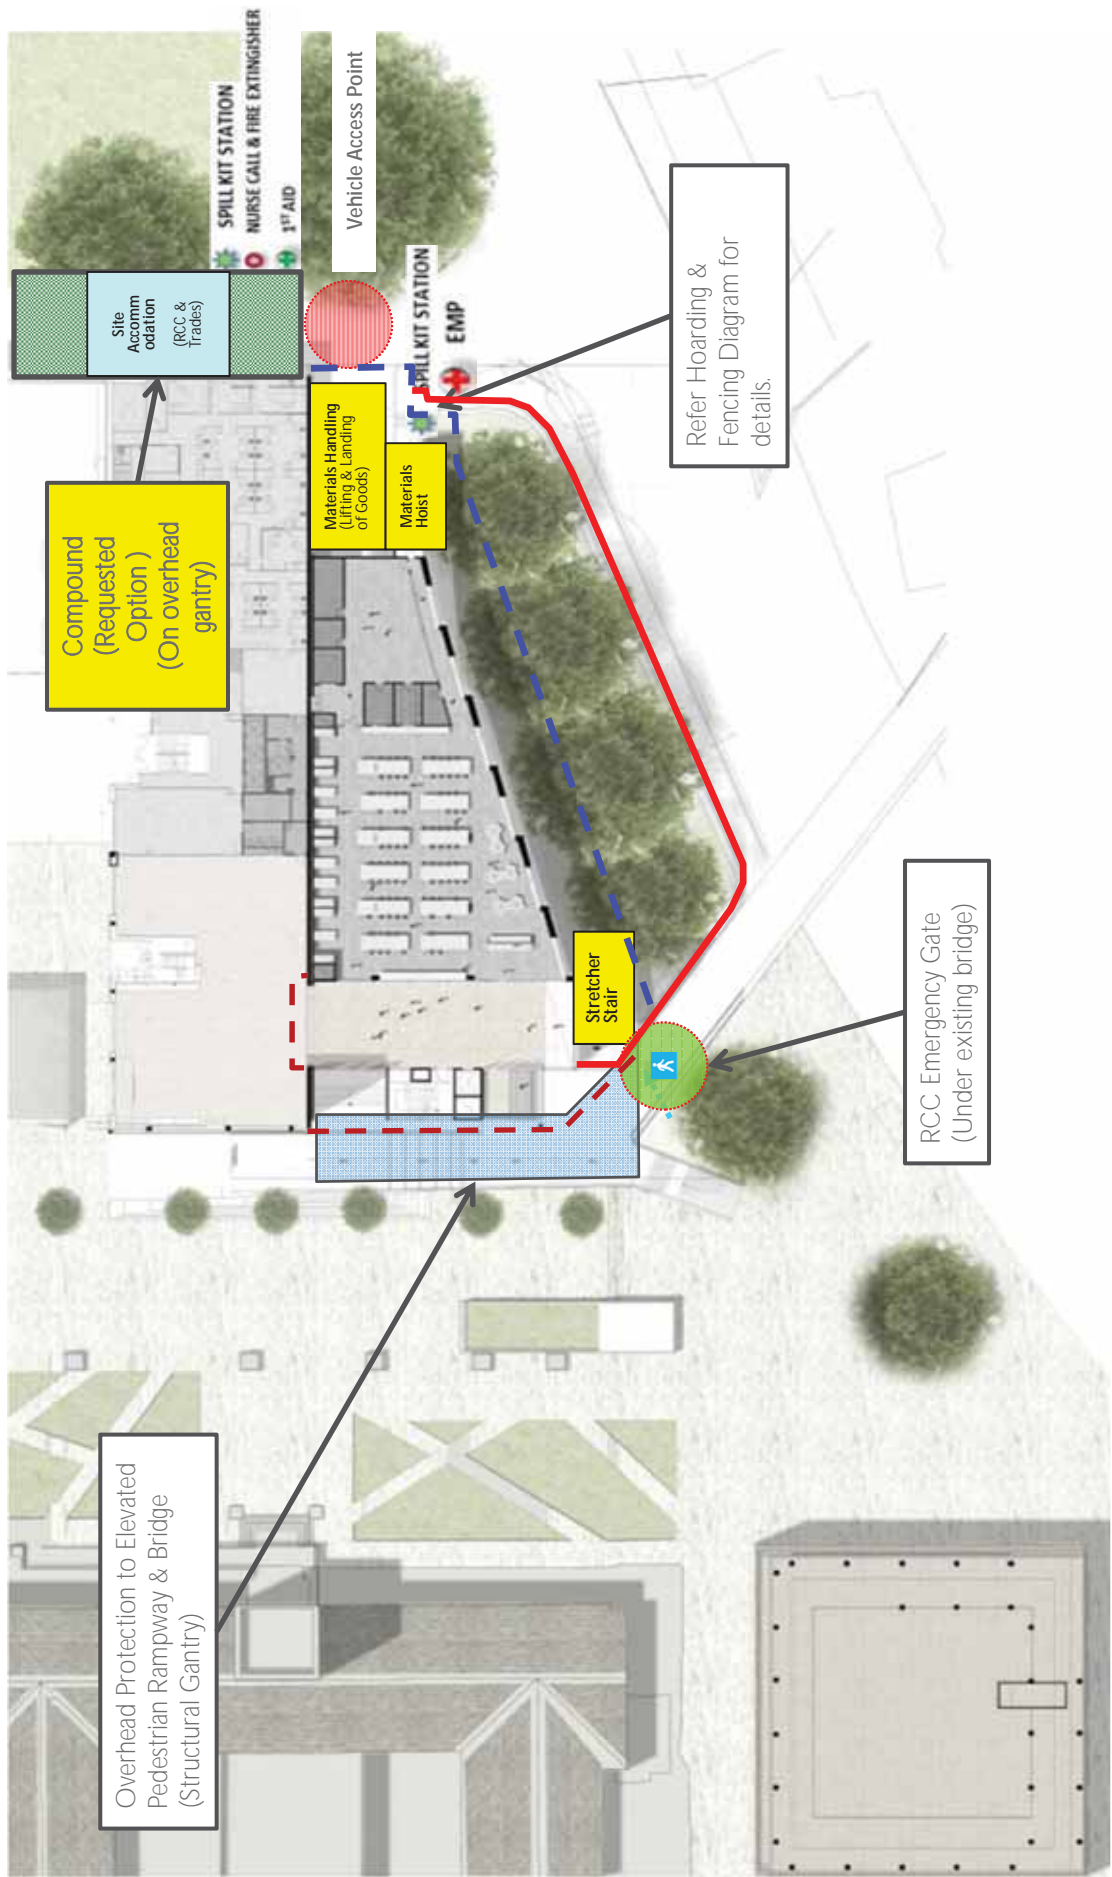 Overhead Protection to Elevated
Pedestrian Rampway & Bridge
(Structural Gantry)
Compound
(Requested
Option )
(On overhead
gantry)
Site
Accomm
odation
(RCC &
Trades)
SPILL KIT STATION
NURSE CALL & FIRE EXTINGISHER
1ST AID
Vehicle Access Point
Materials Handling
(Lifting & Landing
of Goods)
Materials
Hoist
SPILL KIT STATION
EMP
Stretcher
Stair
Refer Hoarding &
Fencing Diagram for
details.
RCC Emergency Gate
(Under existing bridge)